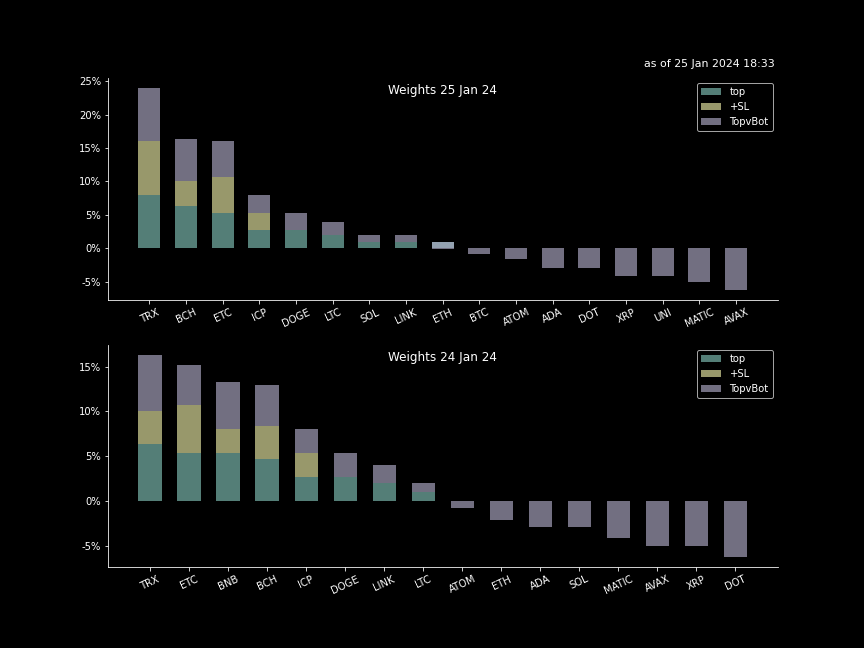 as of 25 Jan 2024 18:33
Weights 25 Jan 24
top
+SL
TopvBot
25%
20%
15%
10%
5%
0%
-5%
TRX BCH ETC ICP DOGE LTC SOL LINK ETH BTC ATOM ADA DOT XRP UNI MATIC AVAX
Weights 24 Jan 24
top
+SL
TopvBot
15%
10%
5%
0%
-5%
TRX ETC BNB BCH ICP DOGE LINK LTC ATOM ETH ADA SOL MATIC AVAX XRP DOT